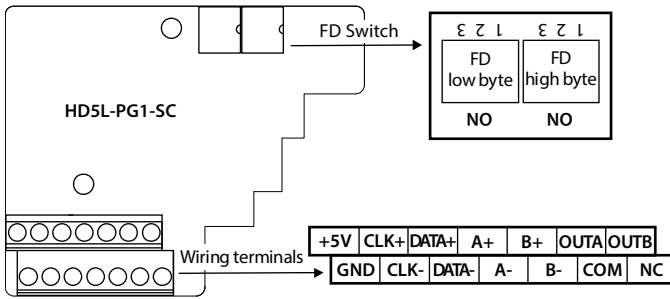 FD Switch
3 2 1 3 2 1
FD FD
low byte high byte
NO NO
HD5L-PG1-SC
Wiring terminals
+5V CLK+ DATA+ A+ B+ OUTA OUTB
GND CLK- DATA- A- B- COM NC